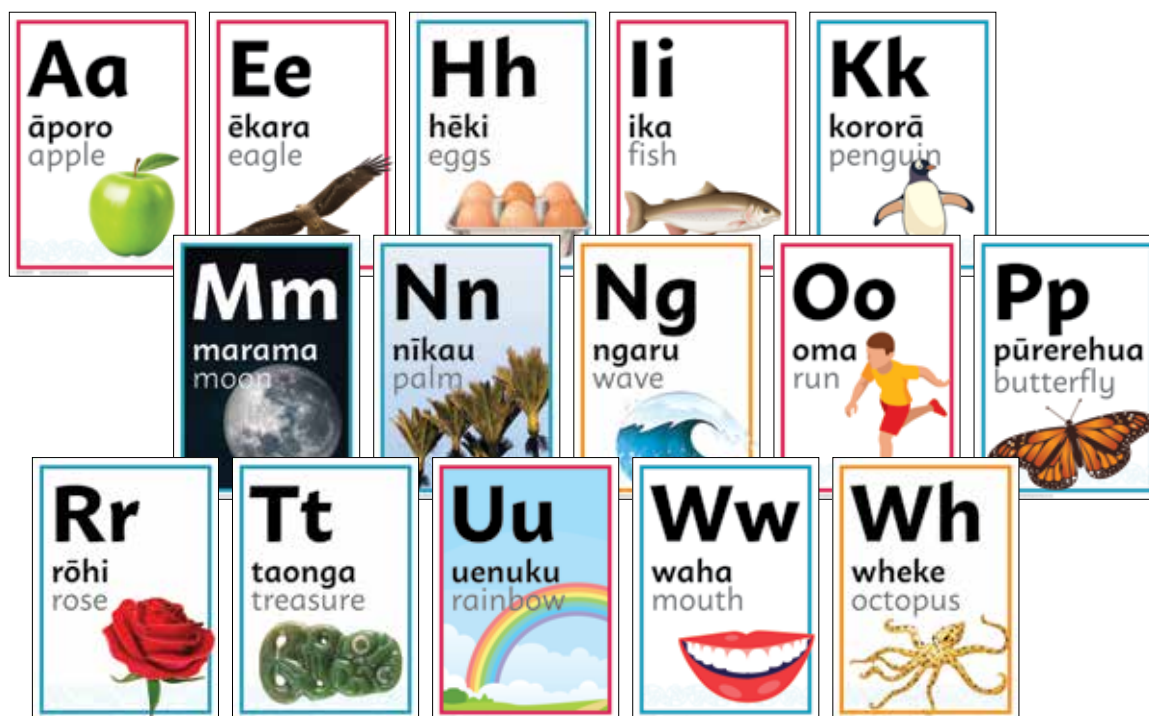 Aa
āporo
apple
Ee
ēkara
eagle
Hh
hēki
eggs
Ii
ika
fish
Kk
kororā
penguin
Mm
marama
moon
Nn
nīkau
palm
Ng
ngaru
wave
Oo
oma
run
Pp
pūrerehua
butterfly
Rr
rōhi
rose
Tt
taonga
treasure
Uu
uenuku
rainbow
Ww
waha
mouth
Wh
wheke
octopus